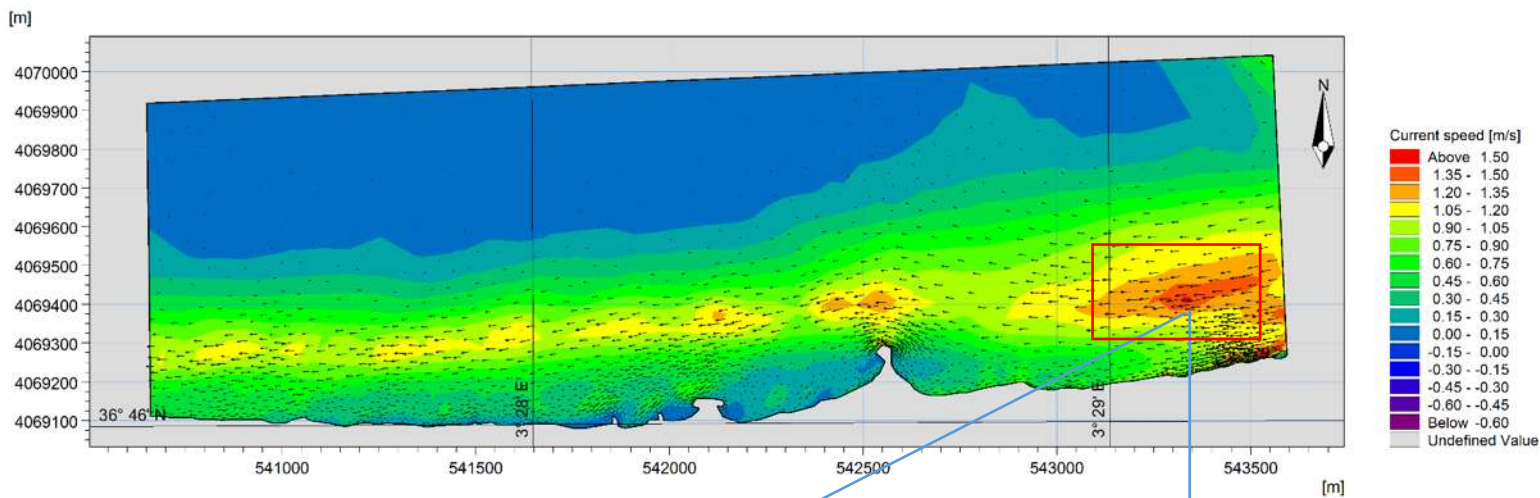 [m]
4070000
4069900
4069800
4069700
4069600
4069500
4069400
4069300
4069200
4069100
N
36° 46' N
3° 28' E
3° 29' E
541000 541500 542000 542500 543000 543500
[m]
Current speed [m/s]
Above 1.50
1.35 - 1.50
1.20 - 1.35
1.05 - 1.20
0.90 - 1.05
0.75 - 0.90
0.60 - 0.75
0.45 - 0.60
0.30 - 0.45
0.15 - 0.30
0.00 - 0.15
-0.15 - 0.00
-0.30 - -0.15
-0.45 - -0.30
-0.60 - -0.45
Below -0.60
Undefined Value